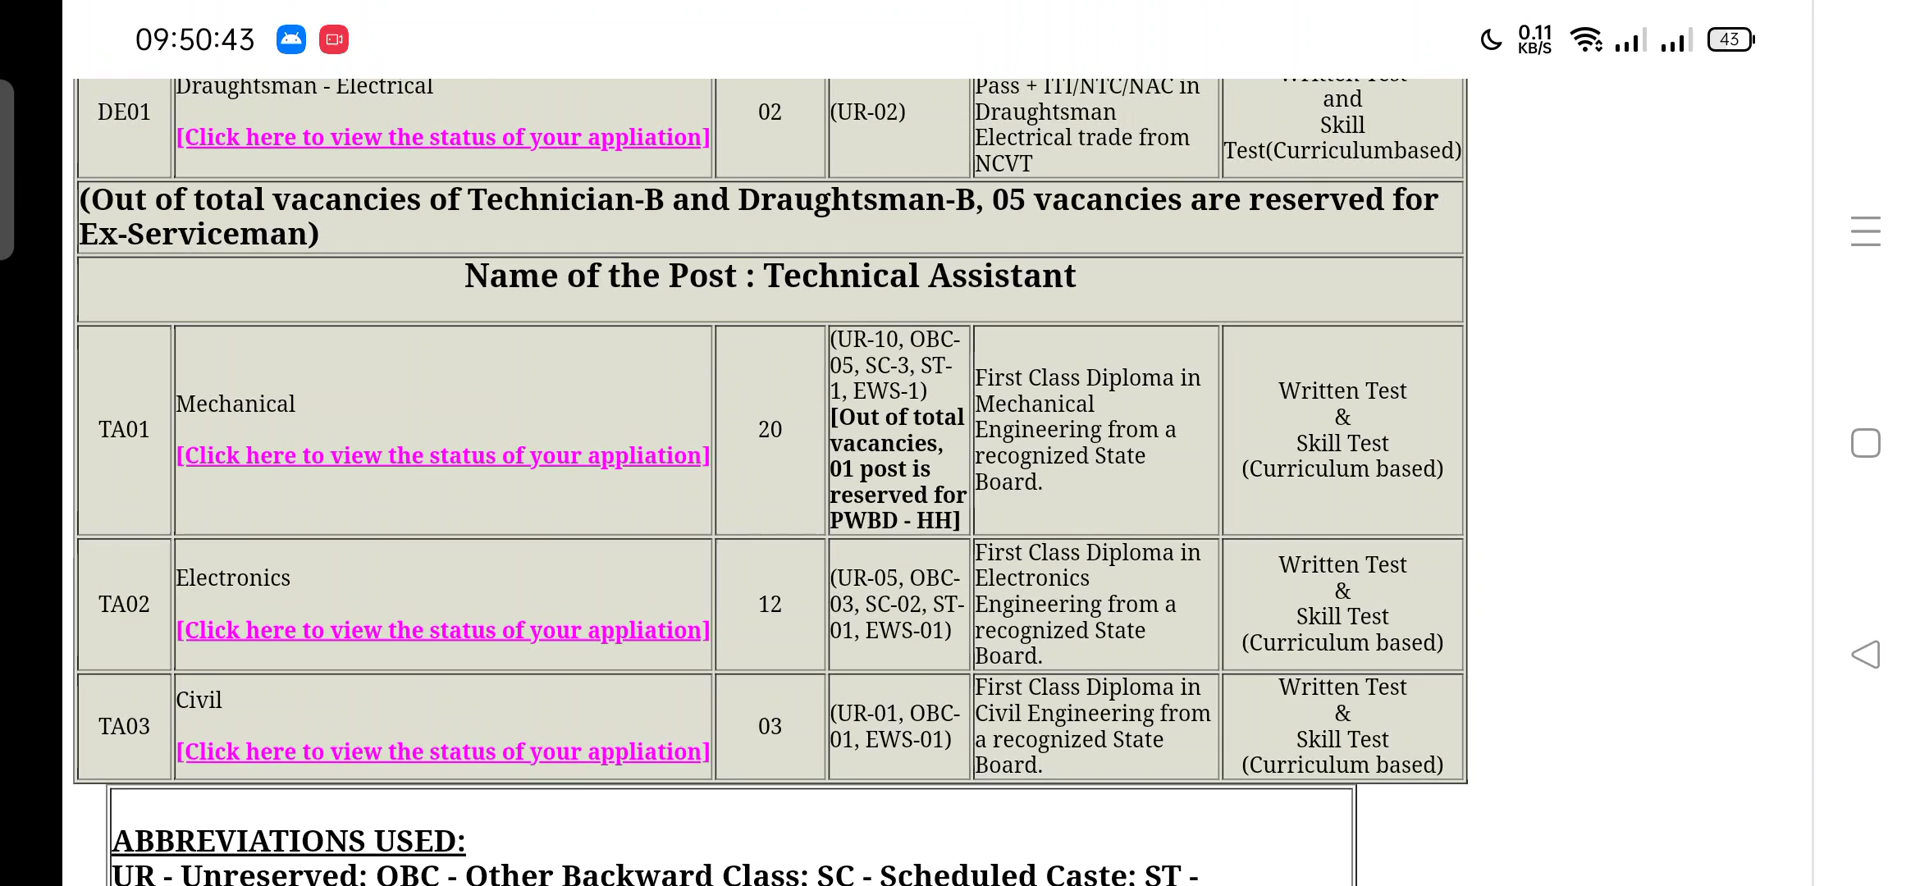 09:50:43
0.11
KB/S
43
DE01
Draughtsman - Electrical
[Click here to view the status of your appliation]
02
(UR-02)
Pass + ITI/NTC/NAC in
Draughtsman
Electrical trade from
NCVT
Written Test
and
Skill
Test(Curriculumbased)
(Out of total vacancies of Technician-B and Draughtsman-B, 05 vacancies are reserved for
Ex-Serviceman)
Name of the Post : Technical Assistant
TA01
Mechanical
[Click here to view the status of your appliation]
20
(UR-10, OBC-
05, SC-3, ST-
1, EWS-1)
[Out of total
vacancies,
01 post is
reserved for
PWBD - HH]
First Class Diploma in
Mechanical
Engineering from a
recognized State
Board.
Written Test
&
Skill Test
(Curriculum based)
TA02
Electronics
[Click here to view the status of your appliation]
12
(UR-05, OBC-
03, SC-02, ST-
01, EWS-01)
First Class Diploma in
Electronics
Engineering from a
recognized State
Board.
Written Test
&
Skill Test
(Curriculum based)
TA03
Civil
[Click here to view the status of your appliation]
03
(UR-01, OBC-
01, EWS-01)
First Class Diploma in
Civil Engineering from
a recognized State
Board.
Written Test
&
Skill Test
(Curriculum based)
ABBREVIATIONS USED:
UR - Unreserved; OBC - Other Backward Class; SC - Scheduled Caste; ST -